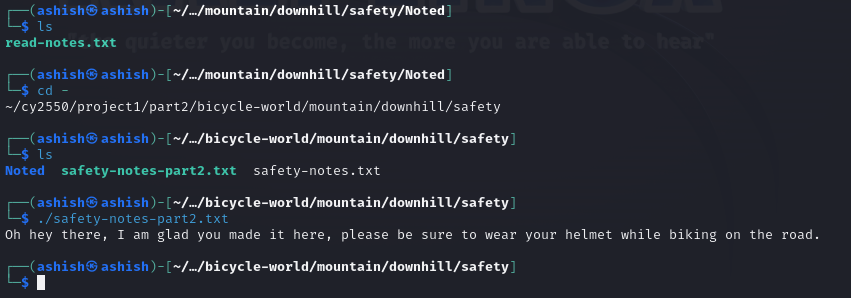 ┌──(ashish㉿ashish)-[~/…/mountain/downhill/safety/Noted]
└─$ ls
read-notes.txt
quieter you become, the more you are able to hear"
┌──(ashish㉿ashish)-[~/…/mountain/downhill/safety/Noted]
└─$ cd -
~/cy2550/project1/part2/bicycle-world/mountain/downhill/safety
┌──(ashish㉿ashish)-[~/…/bicycle-world/mountain/downhill/safety]
└─$ ls
Noted  safety-notes-part2.txt  safety-notes.txt
┌──(ashish㉿ashish)-[~/…/bicycle-world/mountain/downhill/safety]
└─$ ./safety-notes-part2.txt
Oh hey there, I am glad you made it here, please be sure to wear your helmet while biking on the road.
┌──(ashish㉿ashish)-[~/…/bicycle-world/mountain/downhill/safety]
└─$